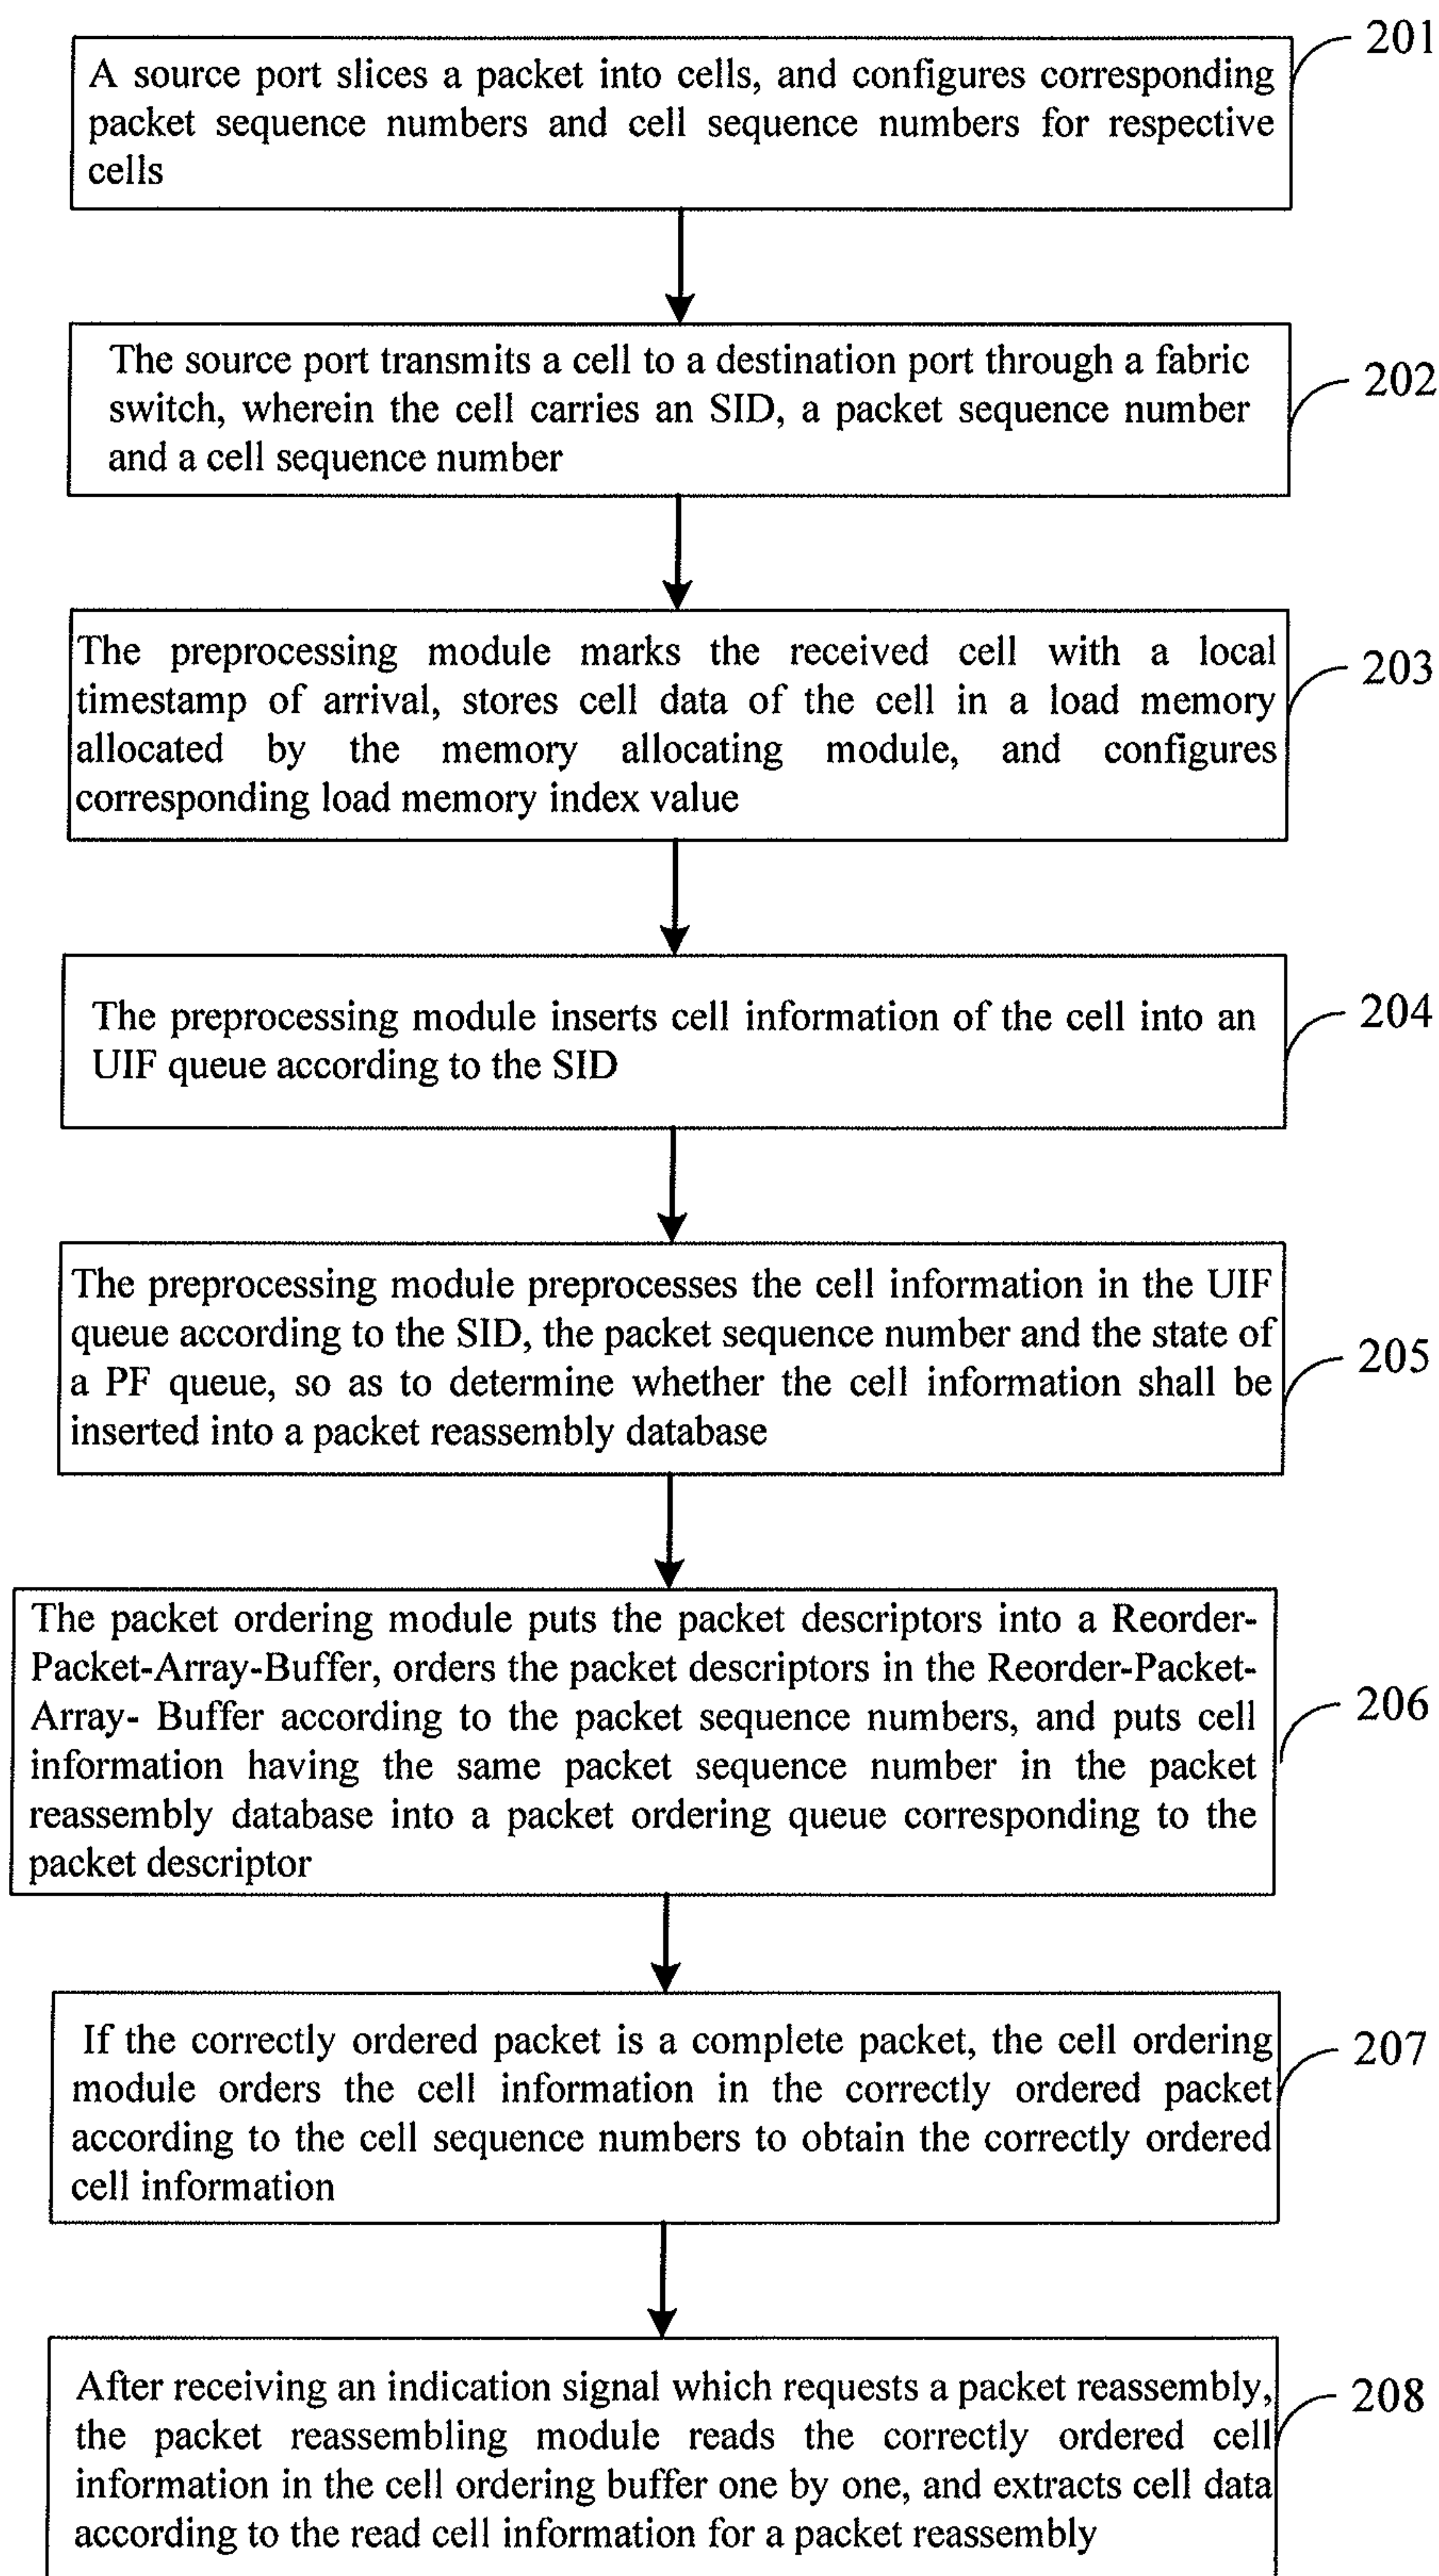 201
A source port slices a packet into cells, and configures corresponding
packet sequence numbers and cell sequence numbers for respective
cells
The source port transmits a cell to a destination port through a fabric
switch, wherein the cell carries an SID, a packet sequence number
and a cell sequence number
202
The preprocessing module marks the received cell with a local
timestamp of arrival, stores cell data of the cell in a load memory
allocated by the memory allocating module, and configures
corresponding load memory index value
203
The preprocessing module inserts cell information of the cell into an
UIF queue according to the SID
204
The preprocessing module preprocesses the cell information in the UIF
queue according to the SID, the packet sequence number and the state of
a PF queue, so as to determine whether the cell information shall be
inserted into a packet reassembly database
205
The packet ordering module puts the packet descriptors into a Reorder-
Packet-Array-Buffer, orders the packet descriptors in the Reorder-Packet-
Array- Buffer according to the packet sequence numbers, and puts cell
information having the same packet sequence number in the packet
reassembly database into a packet ordering queue corresponding to the
packet descriptor
206
If the correctly ordered packet is a complete packet, the cell ordering
module orders the cell information in the correctly ordered packet
according to the cell sequence numbers to obtain the correctly ordered
cell information
207
After receiving an indication signal which requests a packet reassembly,
the packet reassembling module reads the correctly ordered cell
information in the cell ordering buffer one by one, and extracts cell data
according to the read cell information for a packet reassembly
208